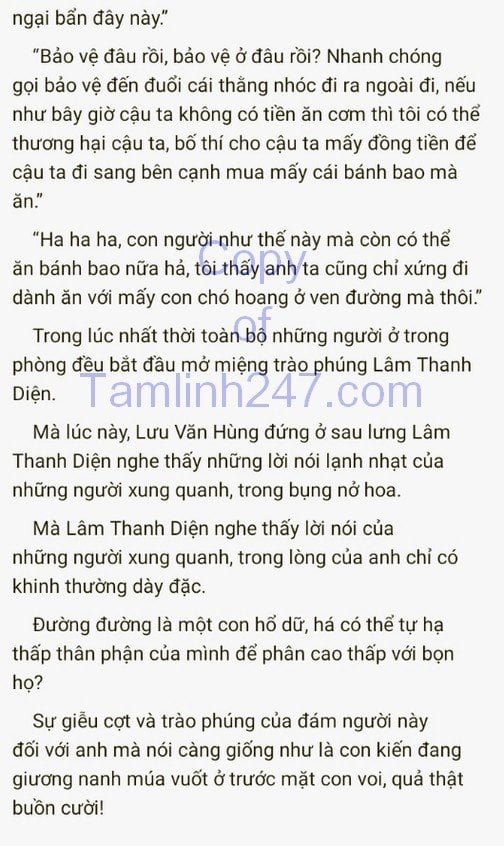 ngại bẩn đây này.”
“Bảo vệ đâu rồi, bảo vệ ở đâu rồi? Nhanh chóng
gọi bảo vệ đến đuổi cái thằng nhóc đi ra ngoài đi, nếu
như bây giờ cậu ta không có tiền ăn cơm thì tôi có thể
thương hại cậu ta, bố thí cho cậu ta mấy đồng tiền để
cậu ta đi sang bên cạnh mua mấy cái bánh bao mà
ăn.”
“Ha ha ha, con người như thế này mà còn có thể
ăn bánh bao nữa hả, tôi thấy anh ta cũng chỉ xứng đi
dành ăn với mấy con chó hoang ở ven đường mà thôi.”
Trong lúc nhất thời toàn bộ những người ở trong
phòng đều bắt đầu mở miệng trào phúng Lâm Thanh
Diện.
Mà lúc này, Lưu Văn Hùng đứng ở sau lưng Lâm
Thanh Diện nghe thấy những lời nói lạnh nhạt của
những người xung quanh, trong bụng nở hoa.
Mà Lâm Thanh Diện nghe thấy lời nói của
những người xung quanh, trong lòng của anh chỉ có
khinh thường dày đặc.
Đường đường là một con hổ dữ, há có thể tự hạ
thấp thân phận của mình để phân cao thấp với bọn
họ?
Sự giễu cợt và trào phúng của đám người này
đối với anh mà nói càng giống như là con kiến đang
giương nanh múa vuốt ở trước mặt con voi, quả thật
buồn cười!
Copy
of
Tamlinh247.com